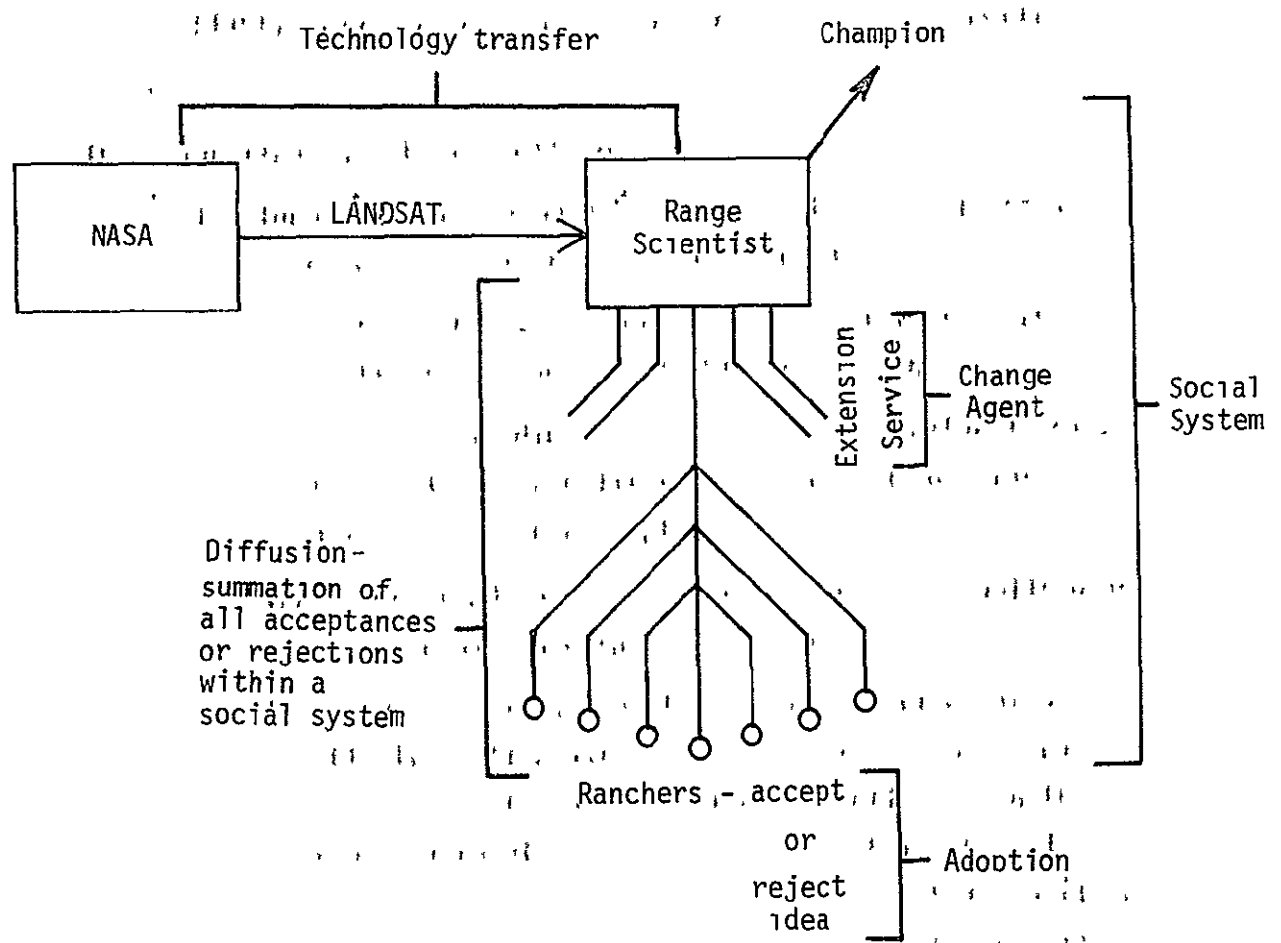 Technology transfer
Champion
NASA
LANDSAT
Range
Scientist
Extension
Service
Change
Agent
Social
System
Diffusion-
summation of
all acceptances
or rejections
within a
social system
Ranchers - accept
or
reject
idea
Adoption